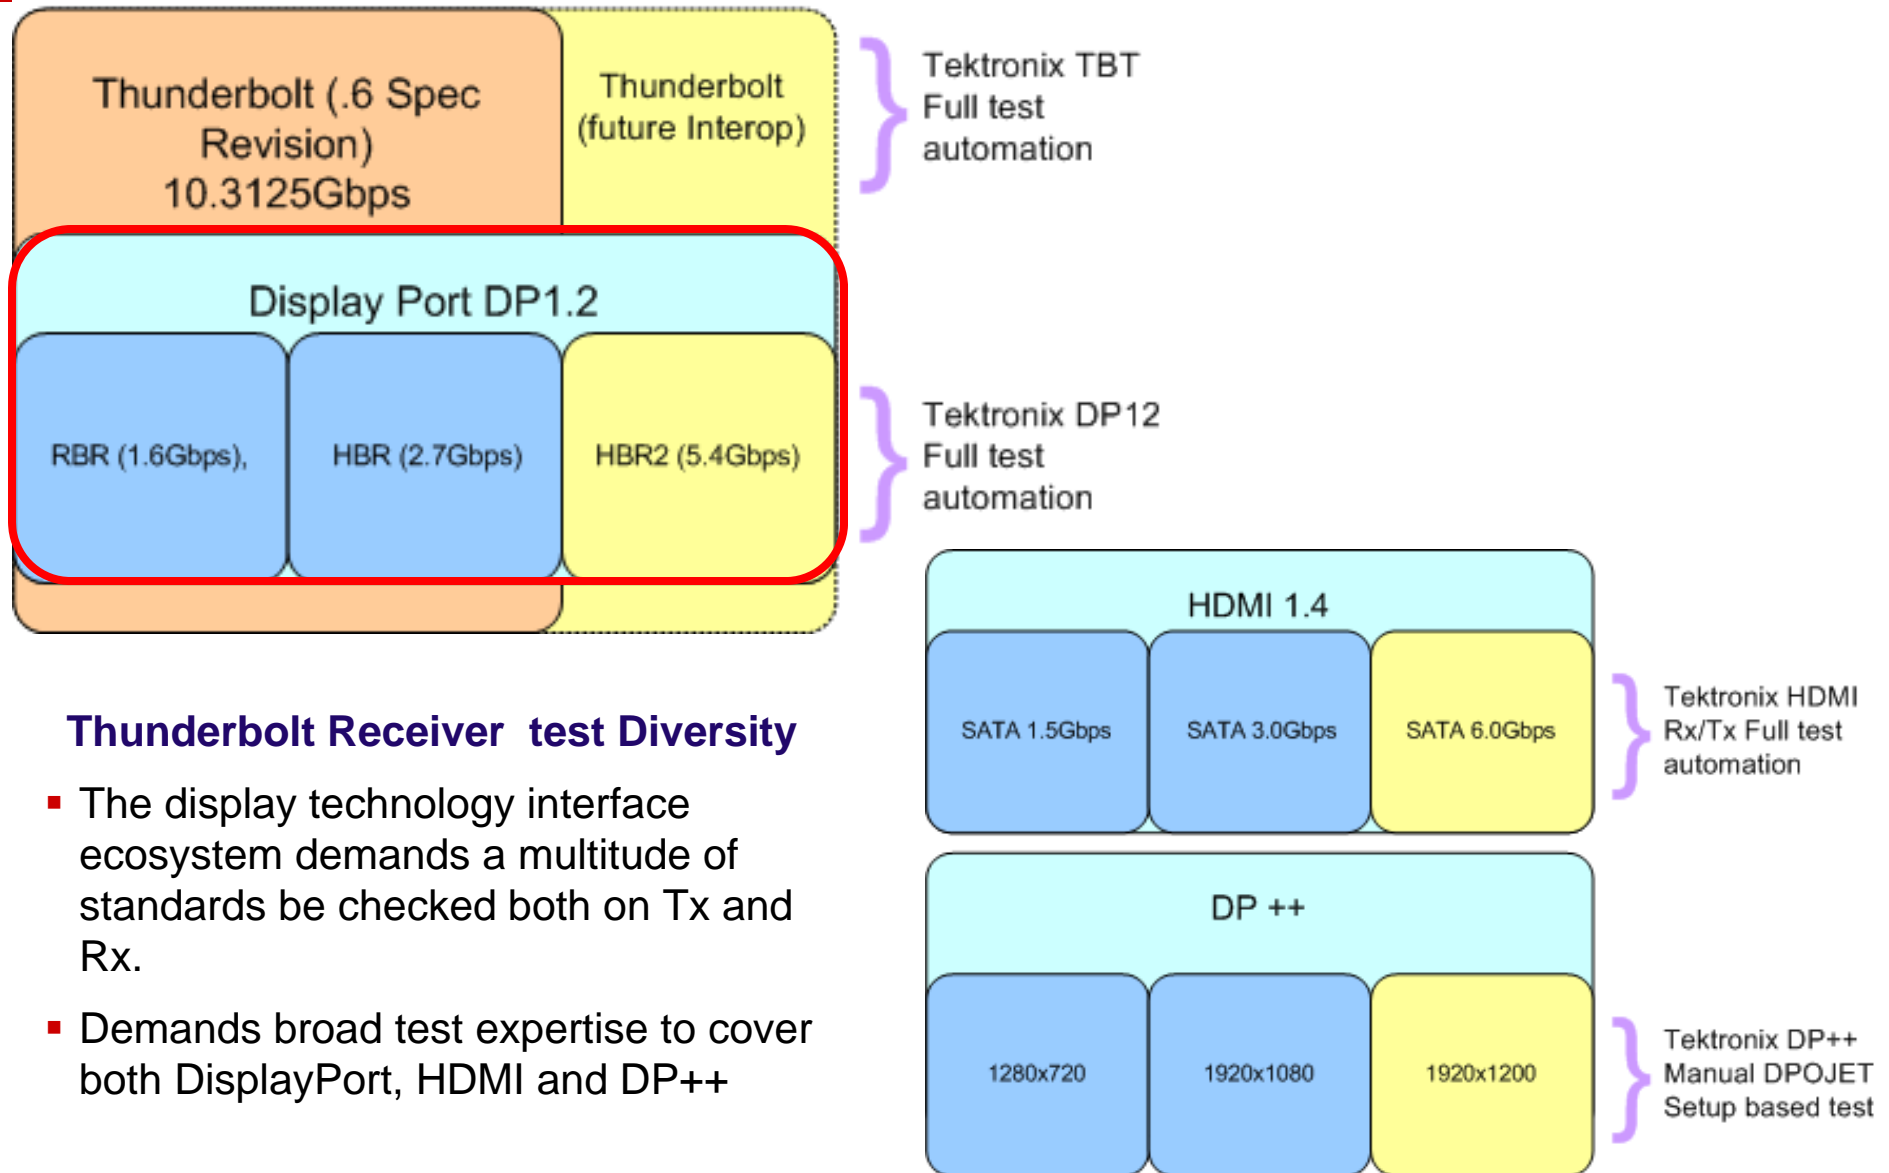 Thunderbolt (.6 Spec
Revision)
10.3125Gbps
Thunderbolt
(future Interop)
Tektronix TBT
Full test
automation
Display Port DP1.2
RBR (1.6Gbps),
HBR (2.7Gbps)
HBR2 (5.4Gbps)
Tektronix DP12
Full test
automation
HDMI 1.4
SATA 1.5Gbps
SATA 3.0Gbps
SATA 6.0Gbps
Tektronix HDMI
Rx/Tx Full test
automation
Thunderbolt Receiver test Diversity
▪ The display technology interface
ecosystem demands a multitude of
standards be checked both on Tx and
Rx.
▪ Demands broad test expertise to cover
both DisplayPort, HDMI and DP++
DP ++
1280x720
1920x1080
1920x1200
Tektronix DP++
Manual DPOJET
Setup based test